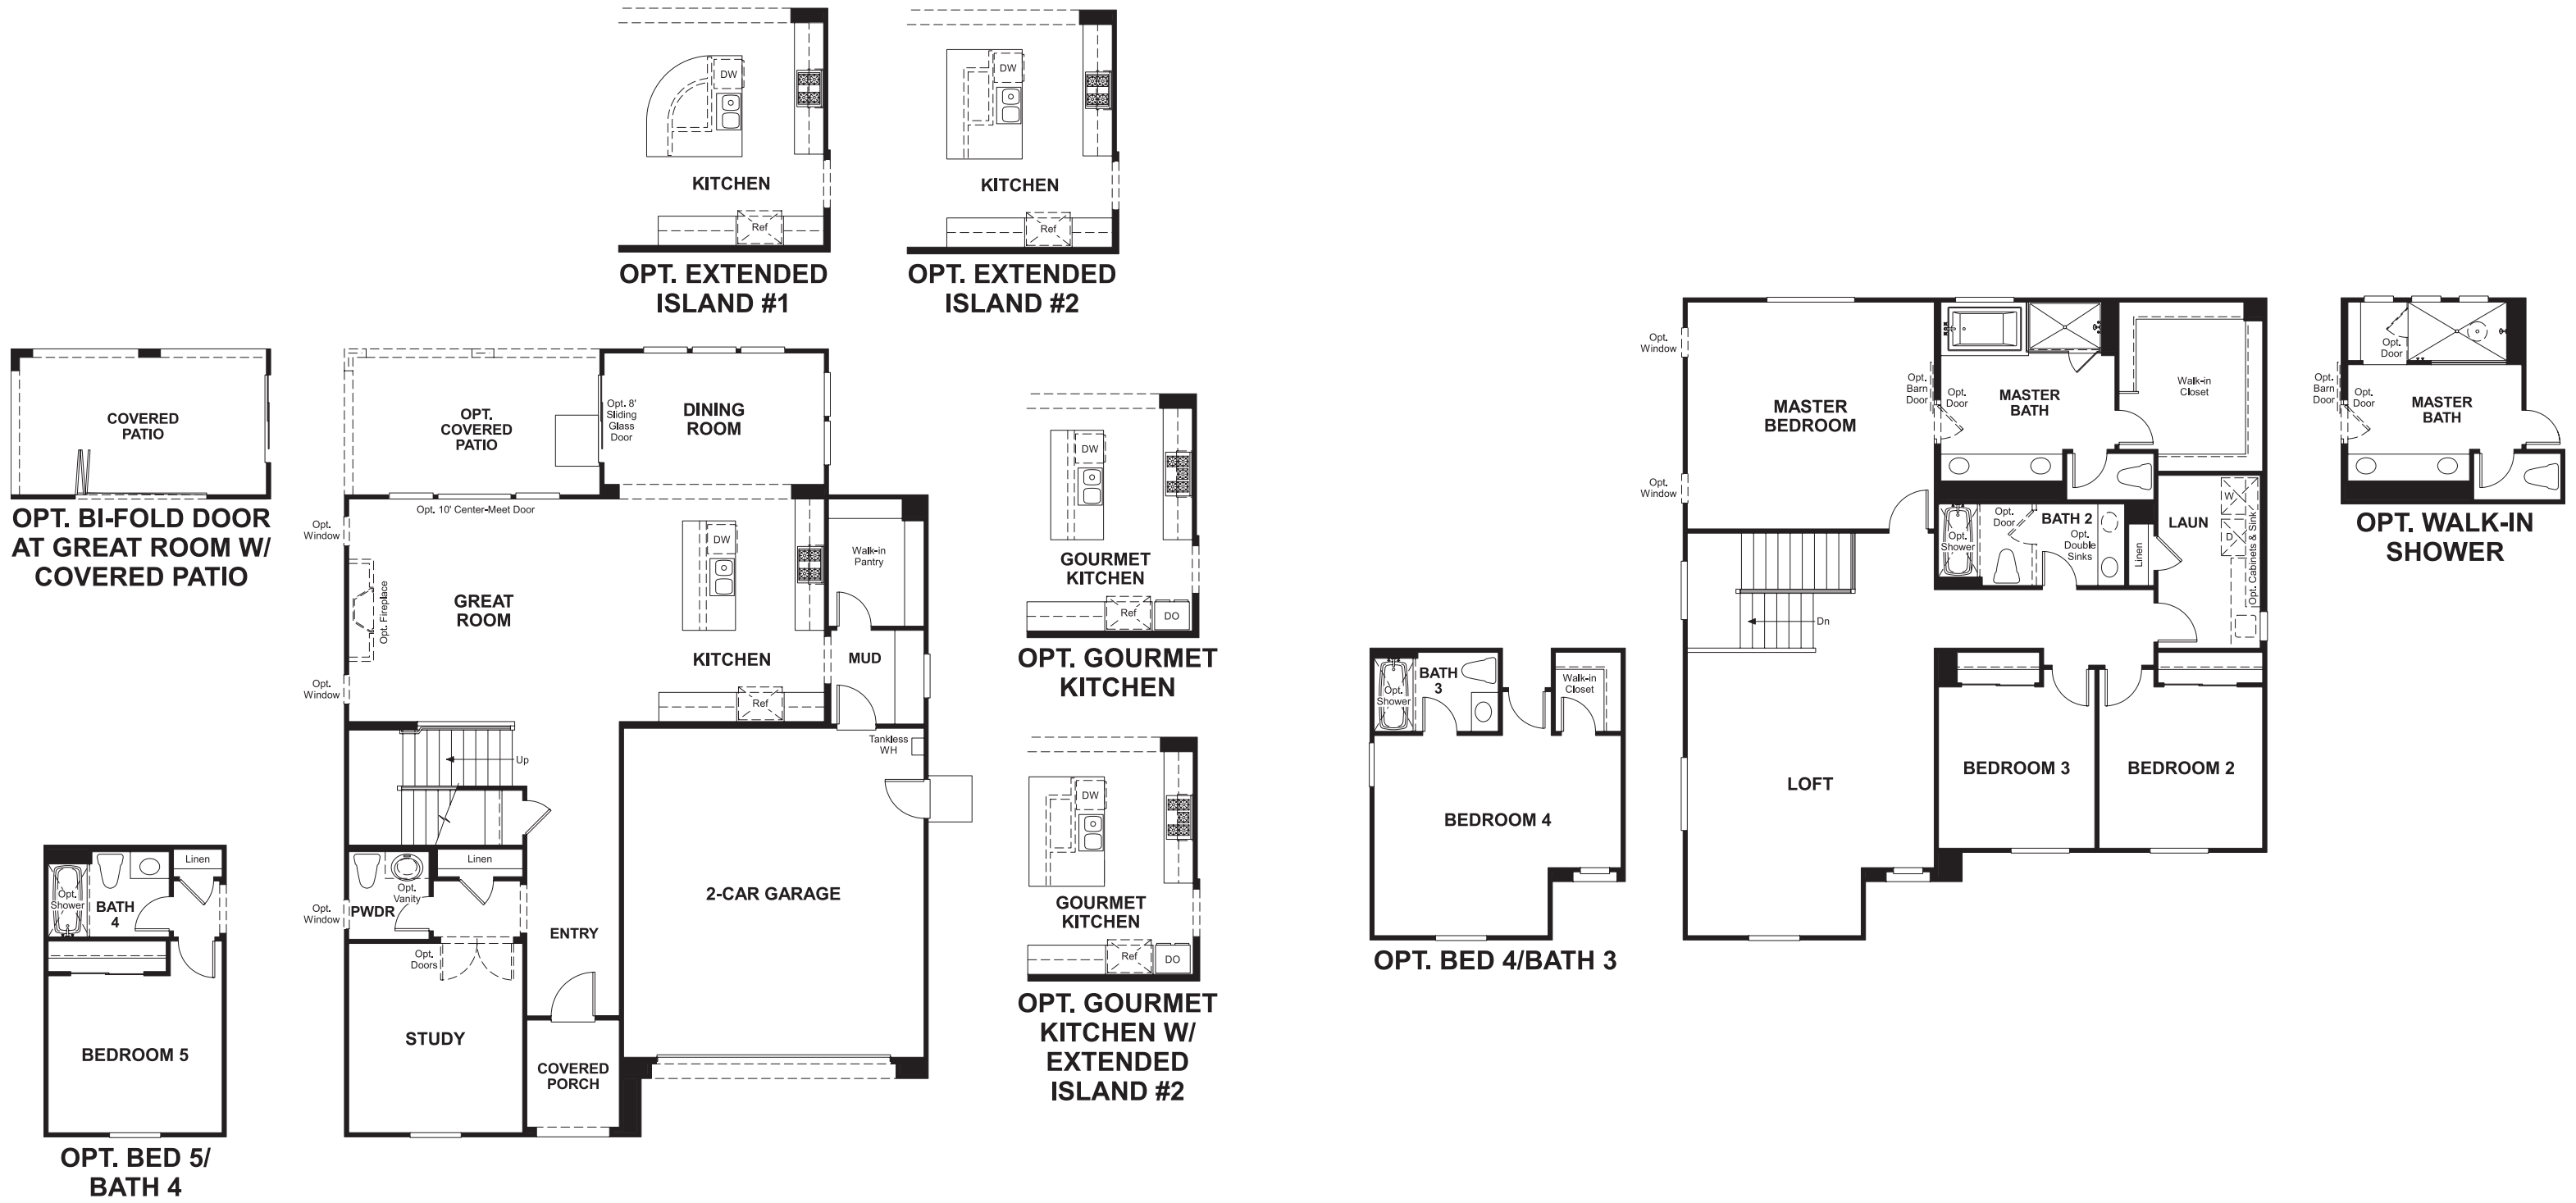 DW
KITCHEN
Ref
OPT. EXTENDED
ISLAND #1
DW
KITCHEN
Ref
OPT. EXTENDED
ISLAND #2
COVERED
PATIO
OPT. BI-FOLD DOOR
AT GREAT ROOM W/
COVERED PATIO
OPT.
COVERED
PATIO
Opt. 8'
Sliding
Glass
Door
DINING
ROOM
Opt.
Window
Opt. 10' Center-Meet Door
DW
Walk-in
Pantry
Opt. Fireplace
GREAT
ROOM
KITCHEN
MUD
Opt.
Window
Ref
Tankless
WH
Up
Linen
Opt.
Vanity
Opt.
Window
PWDR
2-CAR GARAGE
ENTRY
Opt.
Doors
STUDY
COVERED
PORCH
Linen
Opt.
Shower
BATH
4
BEDROOM 5
OPT. BED 5/
BATH 4
DW
GOURMET
KITCHEN
Ref
DO
OPT. GOURMET
KITCHEN
DW
GOURMET
KITCHEN
Ref
DO
OPT. GOURMET
KITCHEN W/
EXTENDED
ISLAND #2
BATH
3
Opt.
Shower
Walk-in
Closet
BEDROOM 4
OPT. BED 4/BATH 3
Opt.
Window
MASTER
BEDROOM
Opt.
Barn
Door
Opt.
Door
MASTER
BATH
Walk-in
Closet
Opt.
Window
Opt.
Shower
Opt.
Door
BATH 2
Opt.
Double
Sinks
Linen
LAUN
W
D
Opt. Cabinets & Sink
Dn
LOFT
BEDROOM 3
BEDROOM 2
Opt.
Door
Opt.
Barn
Door
Opt.
Door
MASTER
BATH
OPT. WALK-IN
SHOWER